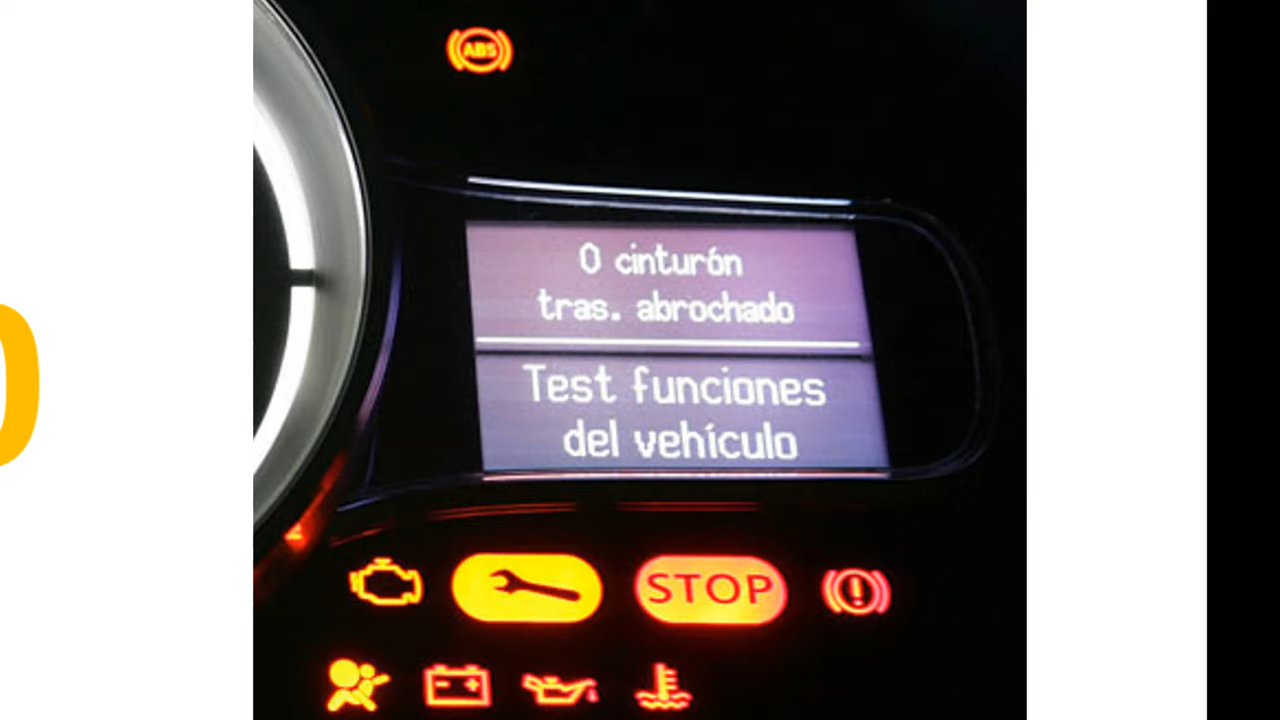 ABS
0 cinturón
tras. abrochado
Test funciones
del vehículo
STOP